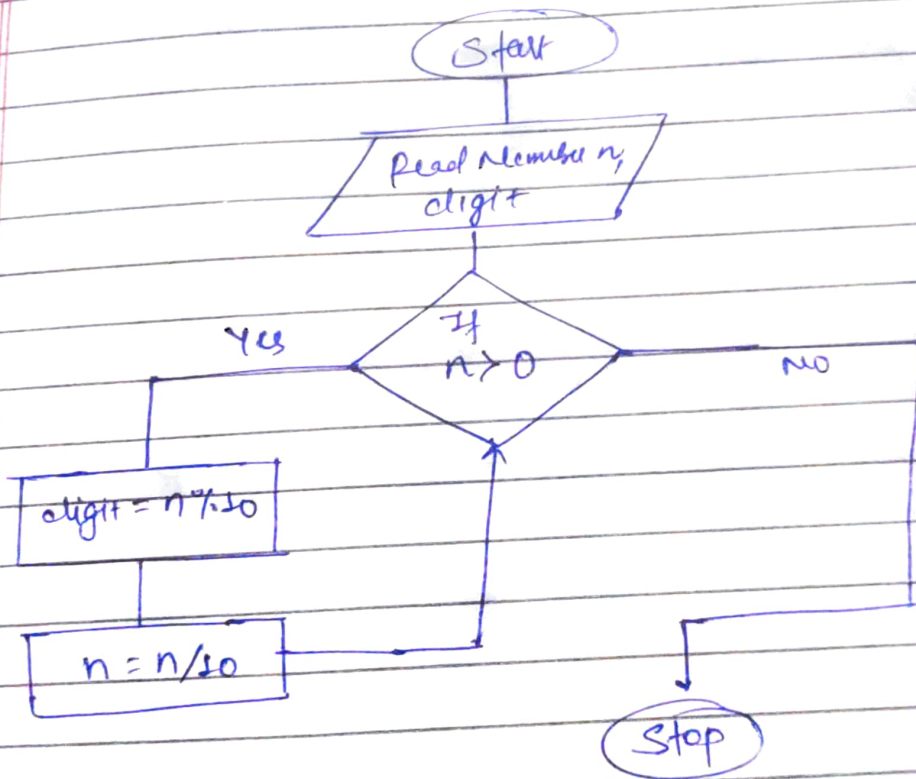 Start
Read Number n,
digit
If
n > 0
Yes
No
digit = n % 10
n = n/10
Stop